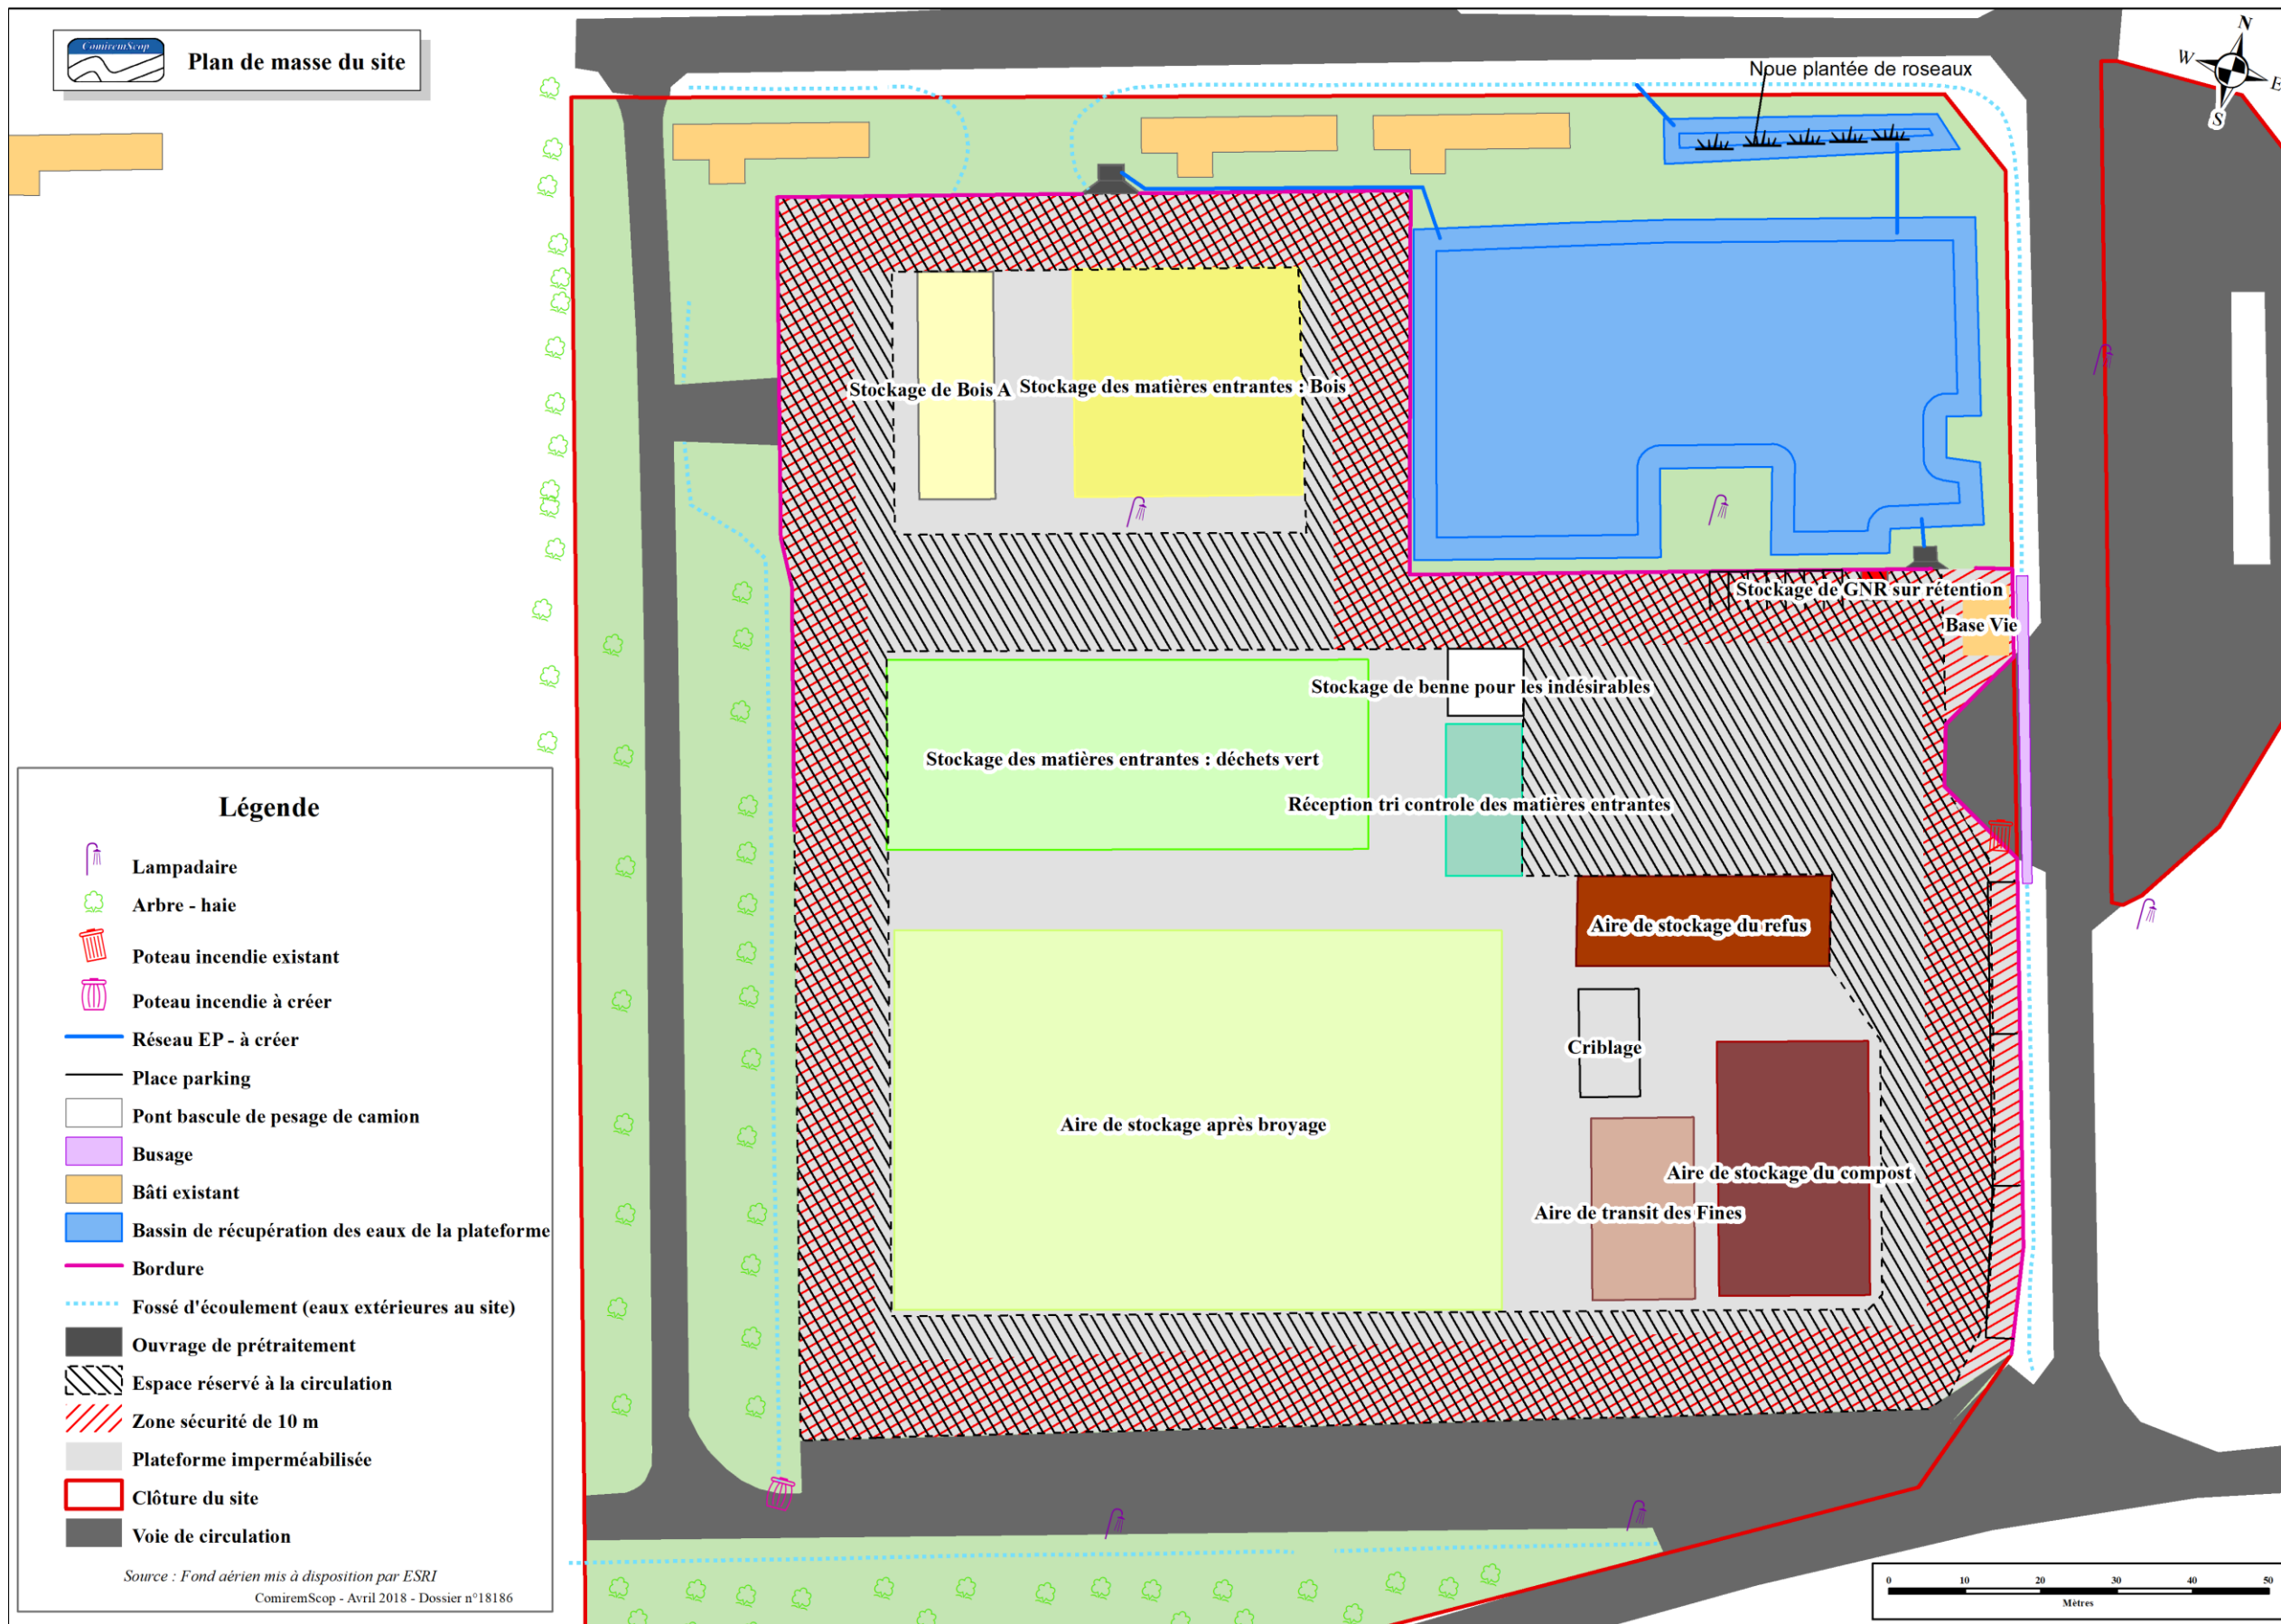 ComiremScop
Plan de masse du site
N
W
E
S
Noue plantée de roseaux
Stockage de Bois A
Stockage des matières entrantes : Bois
Stockage de GNR sur rétention
Base Vie
Stockage de benne pour les indésirables
Stockage des matières entrantes : déchets vert
Réception tri controle des matières entrantes
Aire de stockage du refus
Criblage
Aire de stockage après broyage
Aire de stockage du compost
Aire de transit des Fines
Légende
Lampadaire
Arbre - haie
Poteau incendie existant
Poteau incendie à créer
Réseau EP - à créer
Place parking
Pont bascule de pesage de camion
Busage
Bâti existant
Bassin de récupération des eaux de la plateforme
Bordure
Fossé d'écoulement (eaux extérieures au site)
Ouvrage de prétraitement
Espace réservé à la circulation
Zone sécurité de 10 m
Plateforme imperméabilisée
Clôture du site
Voie de circulation
Source : Fond aérien mis à disposition par ESRI
ComiremScop - Avril 2018 - Dossier n°18186
0 10 20 30 40 50
Mètres